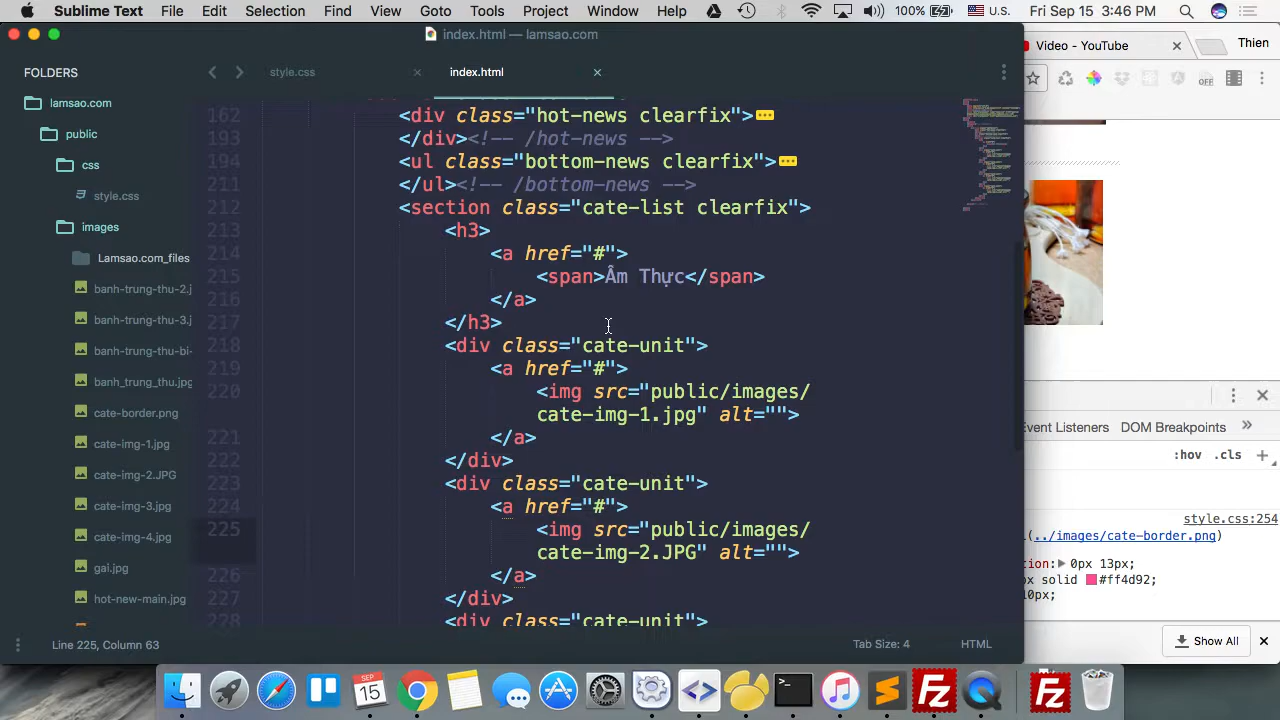 Sublime Text File Edit Selection Find View Goto Tools Project Window Help 100% U.S. Fri Sep 15 3:46 PM
index.html — lamsao.com
Video - YouTube
Thien
FOLDERS
style.css
index.html
lamsao.com
public
css
style.css
images
Lamsao.com_files
banh-trung-thu-2.j
banh-trung-thu-3.j
banh-trung-thu-bi-
banh_trung_thu.jpg
cate-border.png
cate-img-1.jpg
cate-img-2.JPG
cate-img-3.jpg
cate-img-4.jpg
gai.jpg
hot-new-main.jpg
162 <div class="hot-news clearfix">
193 </div><!-- /hot-news -->
194 <ul class="bottom-news clearfix">
211 </ul><!-- /bottom-news -->
212 <section class="cate-list clearfix">
213 <h3>
214 <a href="#">
215 <span>Ẩm Thực</span>
216 </a>
217 </h3>
218 <div class="cate-unit">
219 <a href="#">
220 <img src="public/images/
cate-img-1.jpg" alt="">
221 </a>
222 </div>
223 <div class="cate-unit">
224 <a href="#">
225 <img src="public/images/
cate-img-2.JPG" alt="">
226 </a>
227 </div>
228 <div class="cate-unit">
OFF
Event Listeners DOM Breakpoints »
:hov .cls
style.css:254
(../images/cate-border.png)
tion: 0px 13px;
px solid #ff4d92;
10px;
Show All
Line 225, Column 63
Tab Size: 4
HTML
SEP
15
Fz
Fz